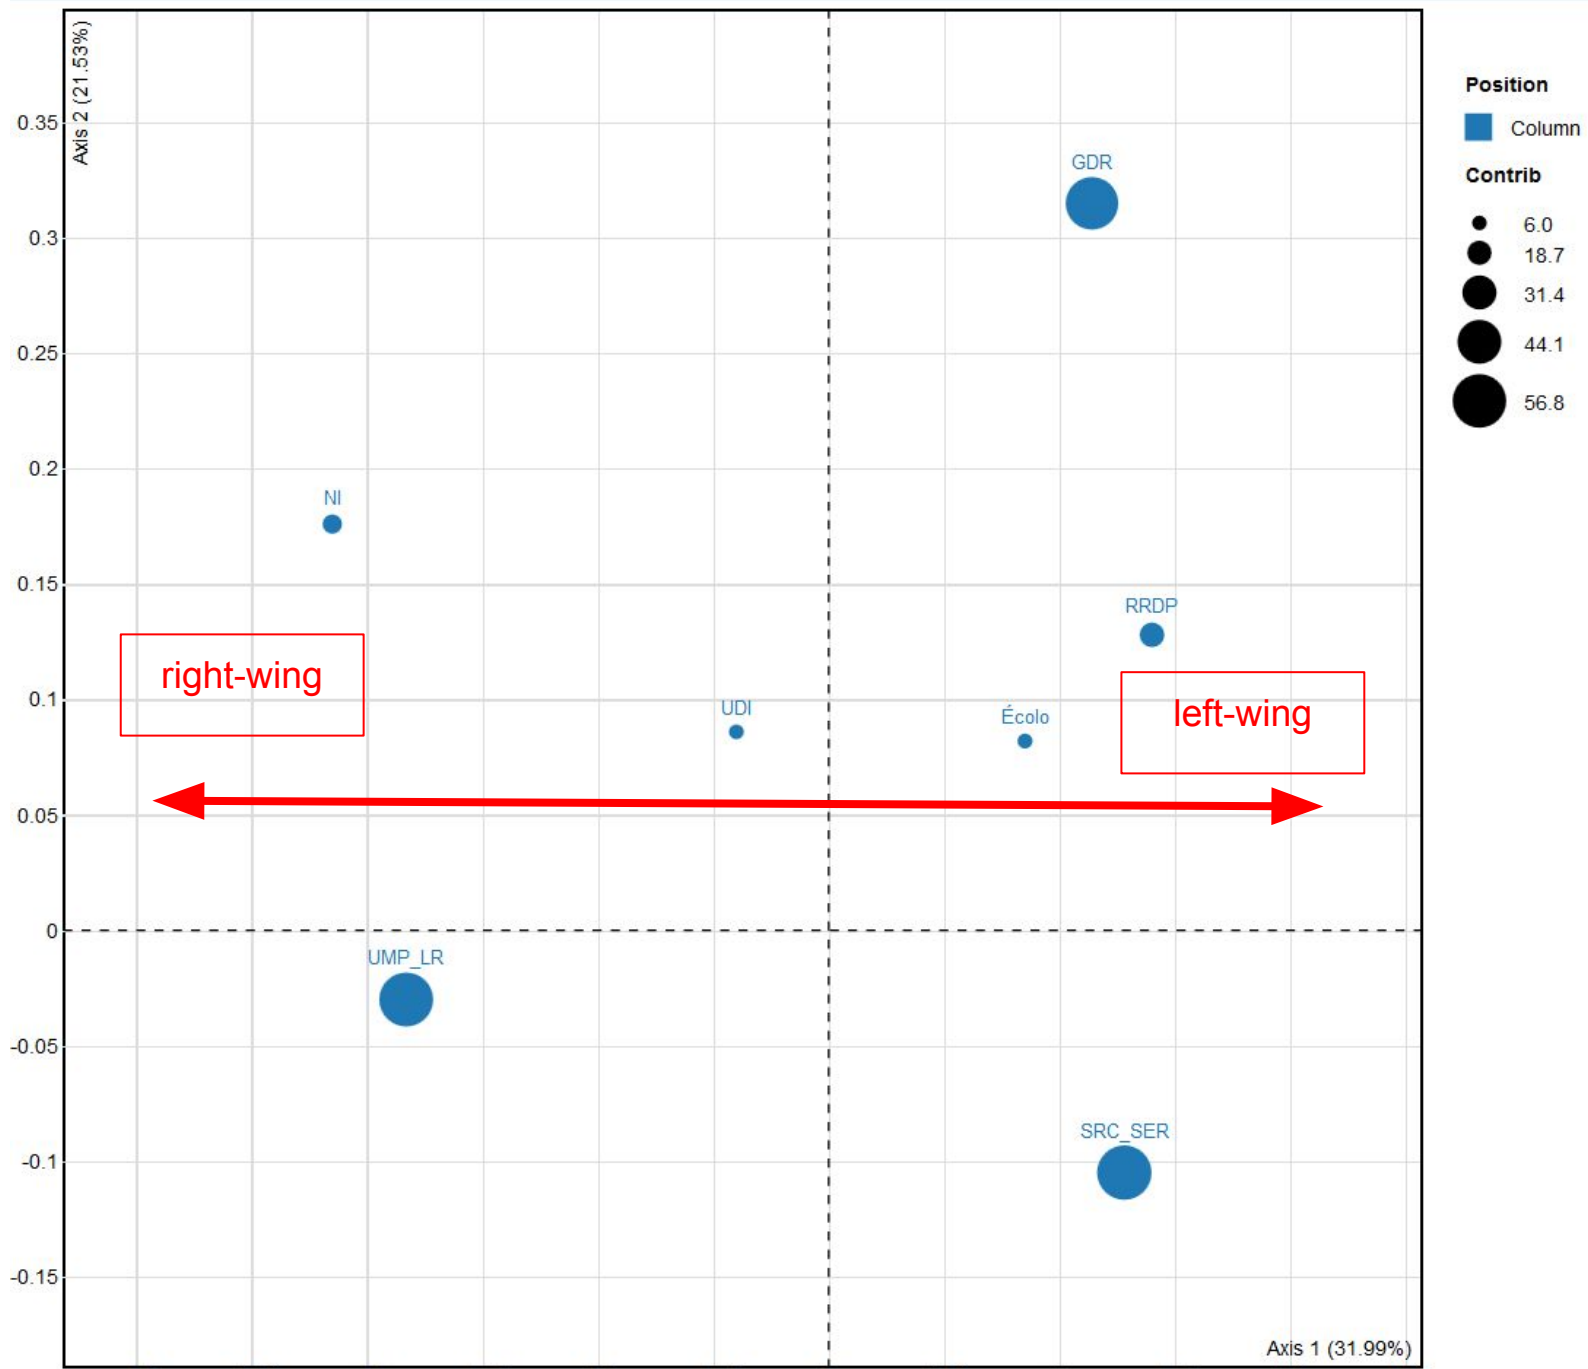 Axis 2 (21.53%)
0.35
0.3
0.25
0.2
0.15
0.1
0.05
0
-0.05
-0.1
-0.15
GDR
NI
RRDP
right-wing
left-wing
UDI
Écolo
UMP_LR
SRC_SER
Axis 1 (31.99%)
Position
Column
Contrib
6.0
18.7
31.4
44.1
56.8